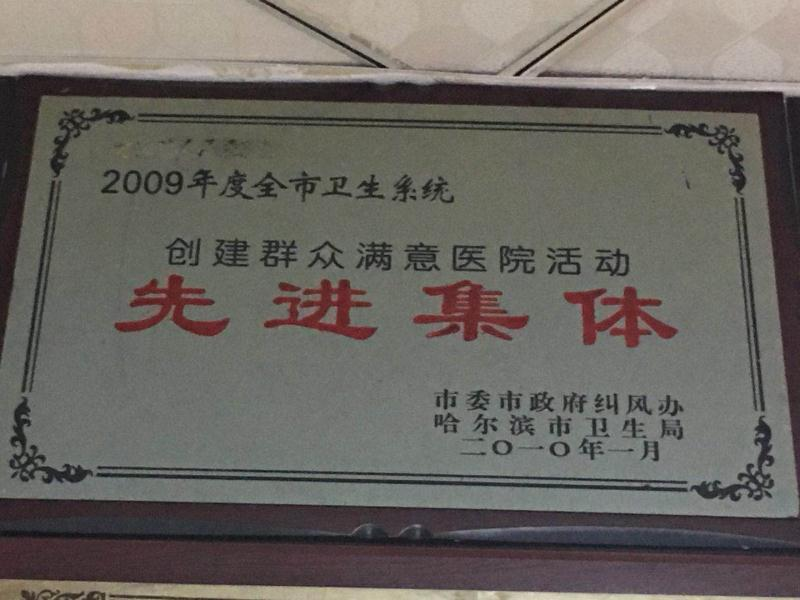 2009年度全市卫生系统
创建群众满意医院活动
先进集体
市委市政府纠风办
哈尔滨市卫生局
二〇一〇年一月